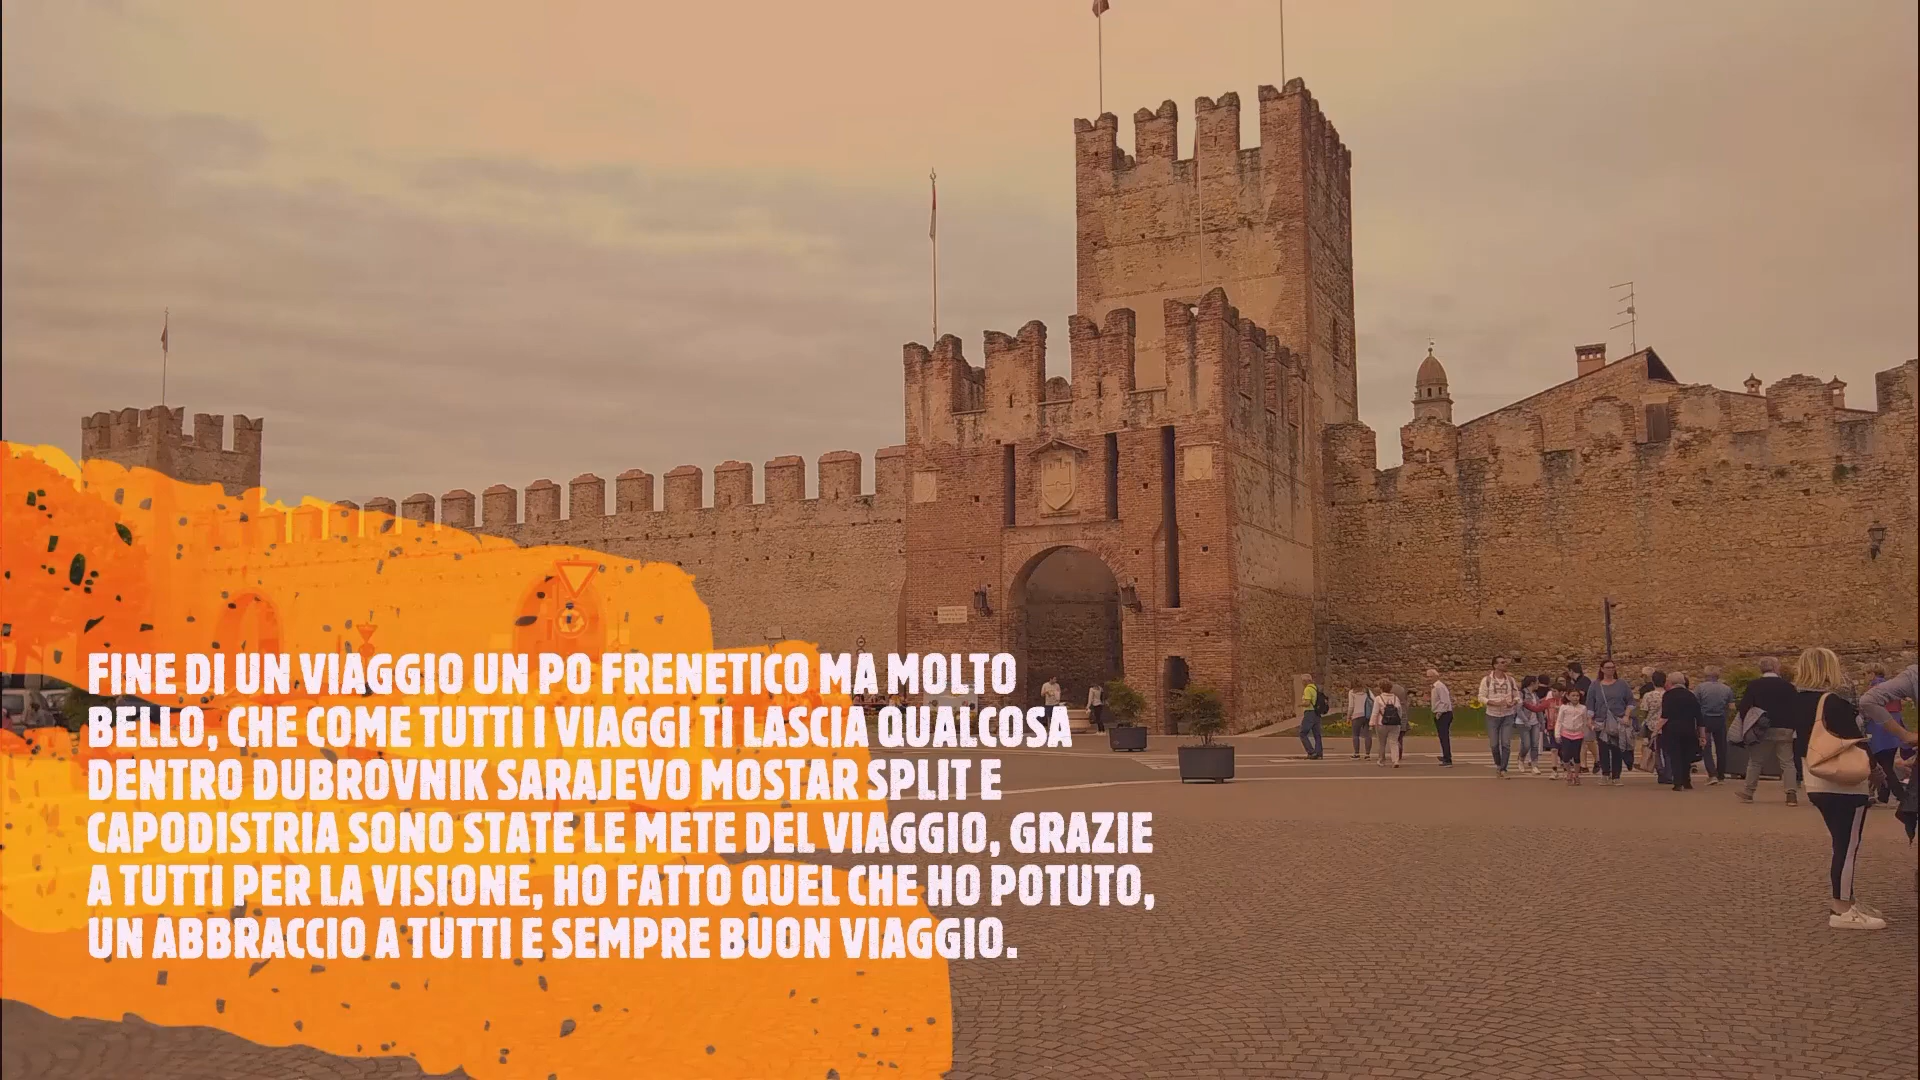 FINE DI UN VIAGGIO UN PO FRENETICO MA MOLTO
BELLO, CHE COME TUTTI I VIAGGI TI LASCIA QUALCOSA
DENTRO DUBROVNIK SARAJEVO MOSTAR SPLIT E
CAPODISTRIA SONO STATE LE METE DEL VIAGGIO, GRAZIE
A TUTTI PER LA VISIONE, HO FATTO QUEL CHE HO POTUTO,
UN ABBRACCIO A TUTTI E SEMPRE BUON VIAGGIO.